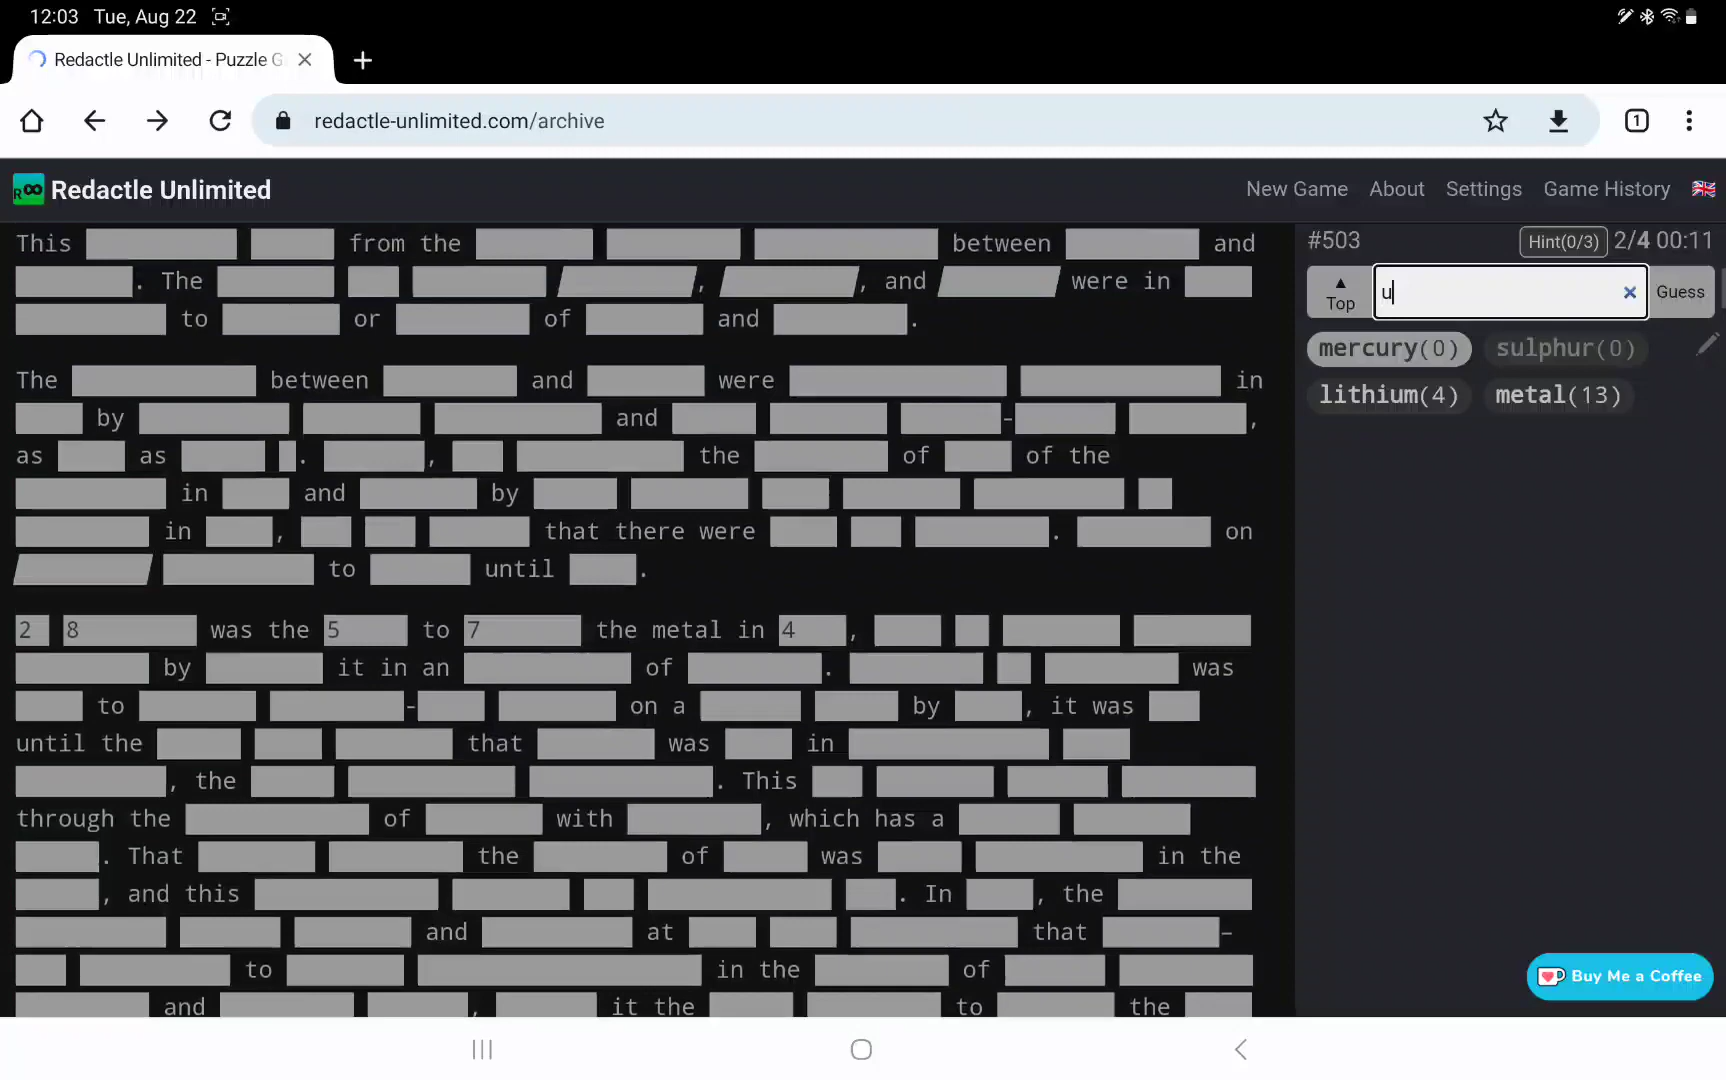 12:03 Tue, Aug 22
Redactle Unlimited - Puzzle G
redactle-unlimited.com/archive
R∞ Redactle Unlimited
New Game About Settings Game History
This from the between and
. The , , and were in
to or of and .
The between and were in
by and - ,
as as . , the of of the
in and by
in , that there were . on
to until .
2 8 was the 5 to 7 the metal in 4 ,
by it in an of . was
to - on a by , it was
until the that was in
, the . This
through the of with , which has a
. That the of was in the
, and this . In , the
and at that -
to in the of
and , it the to the
#503 Hint(0/3) 2/4 00:11
▲
Top
u
×
Guess
mercury(0) sulphur(0)
lithium(4) metal(13)
Buy Me a Coffee
1